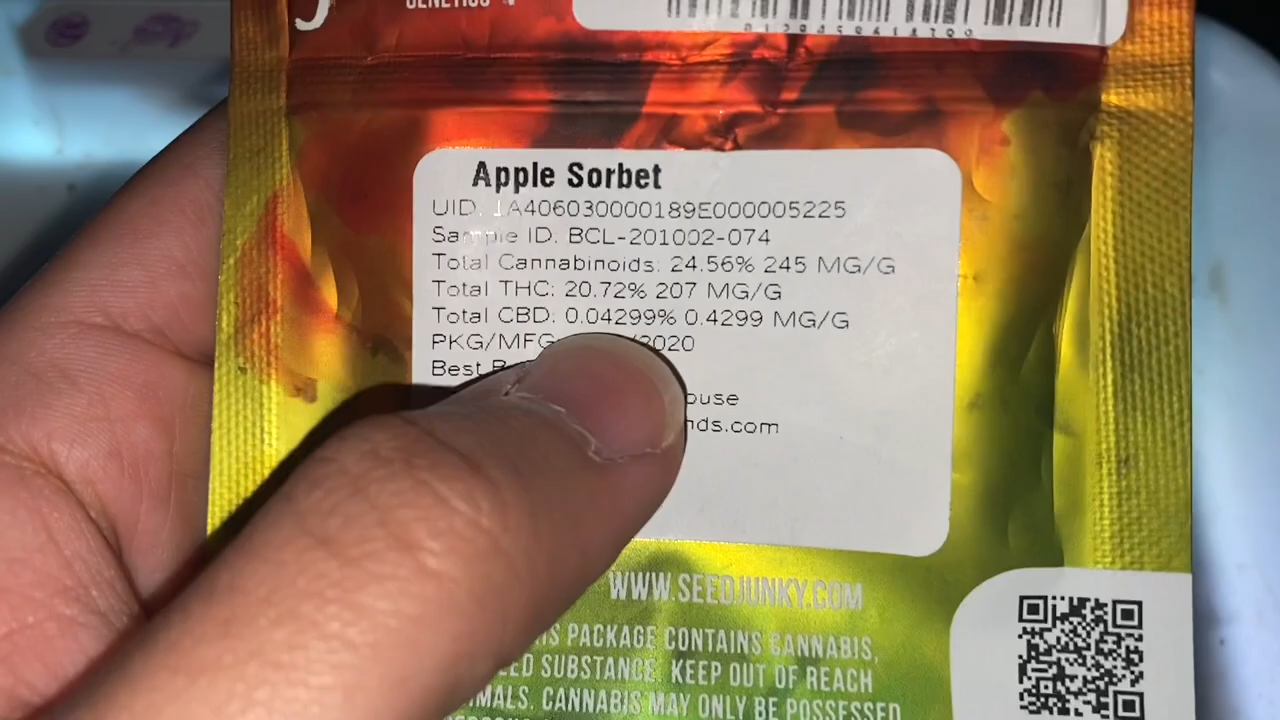 GENETICS
Apple Sorbet
UID. 1A406030000189E000005225
Sample ID. BCL-201002-074
Total Cannabinoids: 24.56% 245 MG/G
Total THC: 20.72% 207 MG/G
Total CBD: 0.04299% 0.4299 MG/G
PKG/MFG /2020
Best
ouse
nds.com
WWW.SEEDJUNKY.COM
IS PACKAGE CONTAINS CANNABIS,
ED SUBSTANCE. KEEP OUT OF REACH
IMALS. CANNABIS MAY ONLY BE POSSESSED